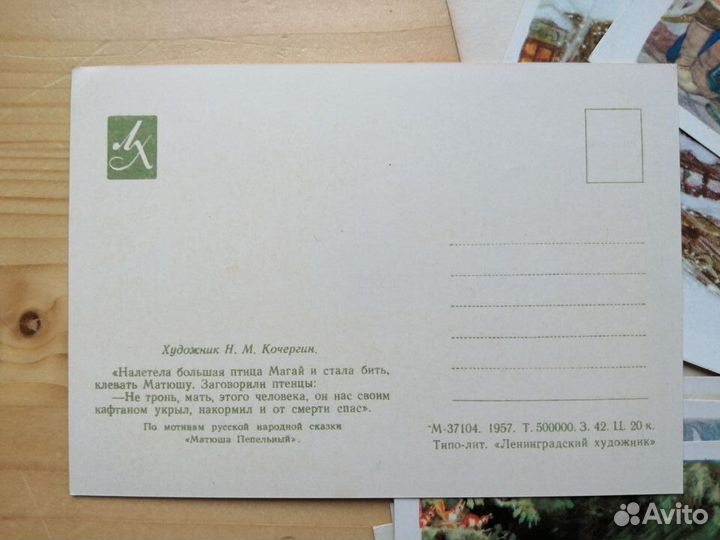 ЛХ
Художник Н. М. Кочергин.
«Налетела большая птица Магай и стала бить,
клевать Матюшу. Заговорили птенцы:
—Не тронь, мать, этого человека, он нас своим
кафтаном укрыл, накормил и от смерти спас».
По мотивам русской народной сказки
«Матюша Пепельный».
М-37104. 1957. Т. 500000. З. 42. Ц. 20 к.
Типо-лит. «Ленинградский художник»
Avito